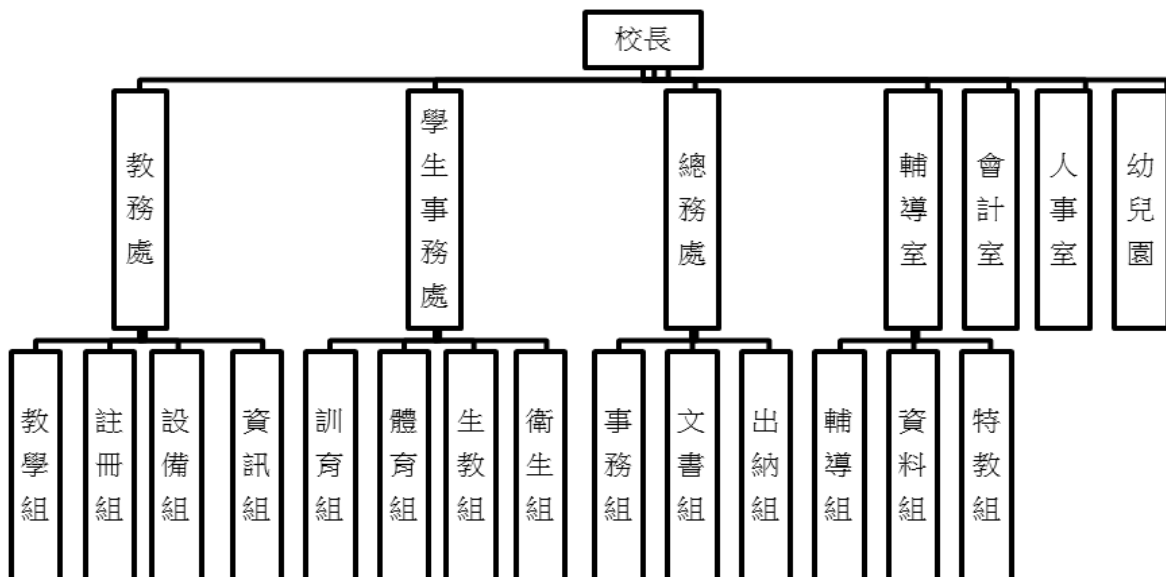 校長
教務處
學生事務處
總務處
輔導室
會計室
人事室
幼兒園
教學組
註冊組
設備組
資訊組
訓育組
體育組
生教組
衛生組
事務組
文書組
出納組
輔導組
資料組
特教組